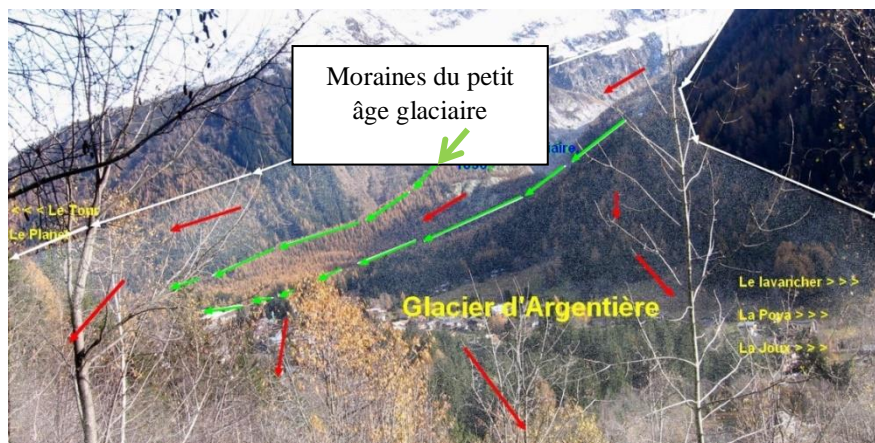 Moraines du petit
âge glaciaire
< < < Le Tour
Le Planet
Glacier d'Argentière
Le lavancher > > >
La Poya > > >
La Joux > > >